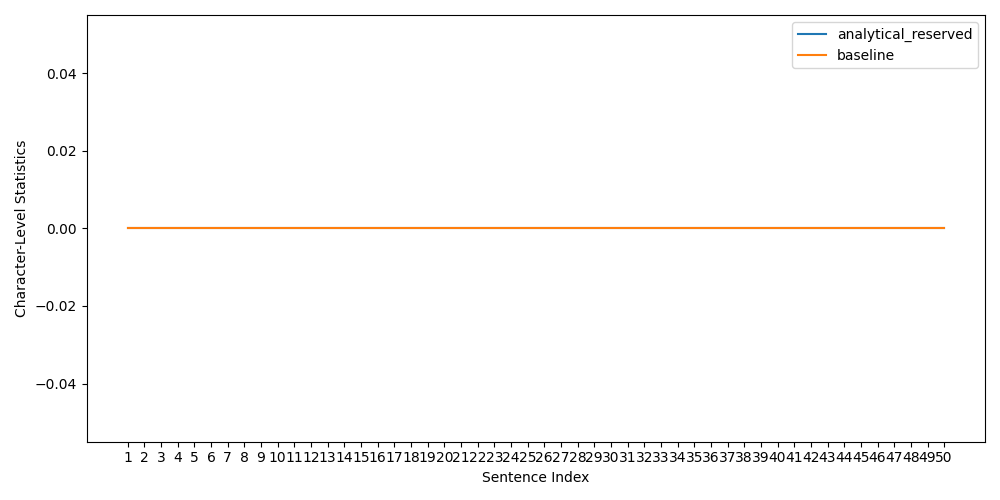 analytical_reserved
baseline
0.04
0.02
0.00
−0.02
−0.04
Character-Level Statistics
1 2 3 4 5 6 7 8 9 10 11 12 13 14 15 16 17 18 19 20 21 22 23 24 25 26 27 28 29 30 31 32 33 34 35 36 37 38 39 40 41 42 43 44 45 46 47 48 49 50
Sentence Index